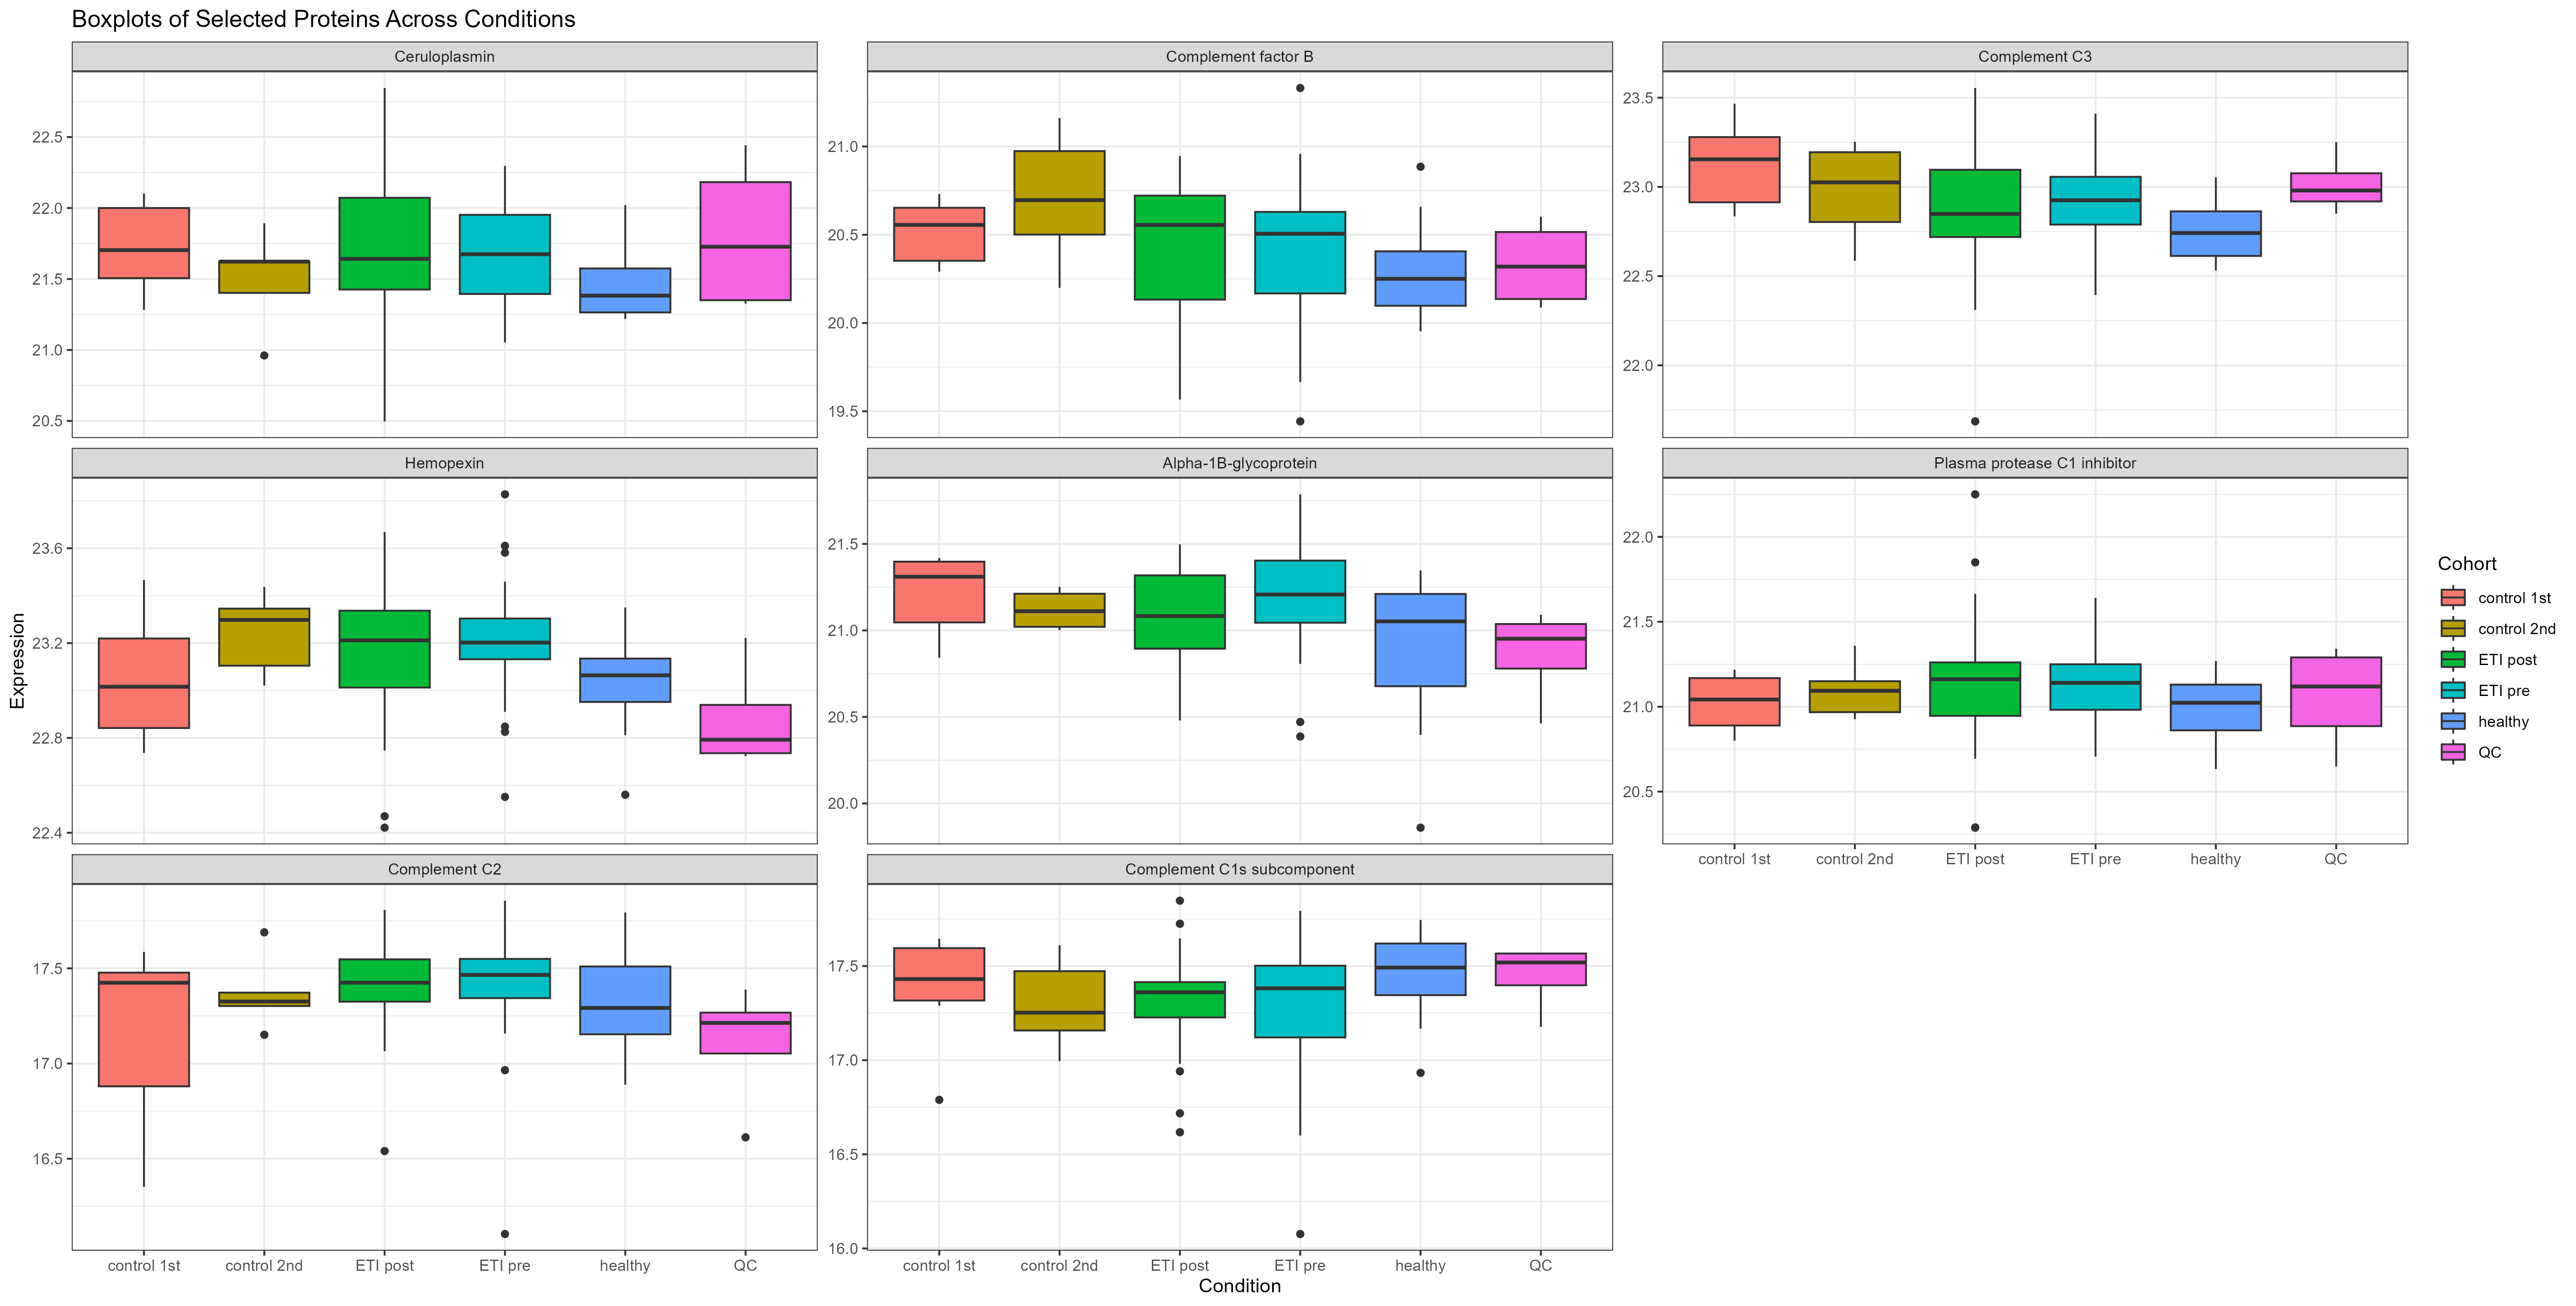 Boxplots of Selected Proteins Across Conditions
Ceruloplasmin
Complement factor B
Complement C3
22.5
22.0
21.5
21.0
20.5
21.0
20.5
20.0
19.5
23.5
23.0
22.5
22.0
Hemopexin
Alpha-1B-glycoprotein
Plasma protease C1 inhibitor
Expression
23.6
23.2
22.8
22.4
21.5
21.0
20.5
20.0
22.0
21.5
21.0
20.5
control 1st control 2nd ETI post ETI pre healthy QC
Complement C2
Complement C1s subcomponent
17.5
17.0
16.5
17.5
17.0
16.5
16.0
control 1st control 2nd ETI post ETI pre healthy QC
control 1st control 2nd ETI post ETI pre healthy QC
Condition
Cohort
control 1st
control 2nd
ETI post
ETI pre
healthy
QC